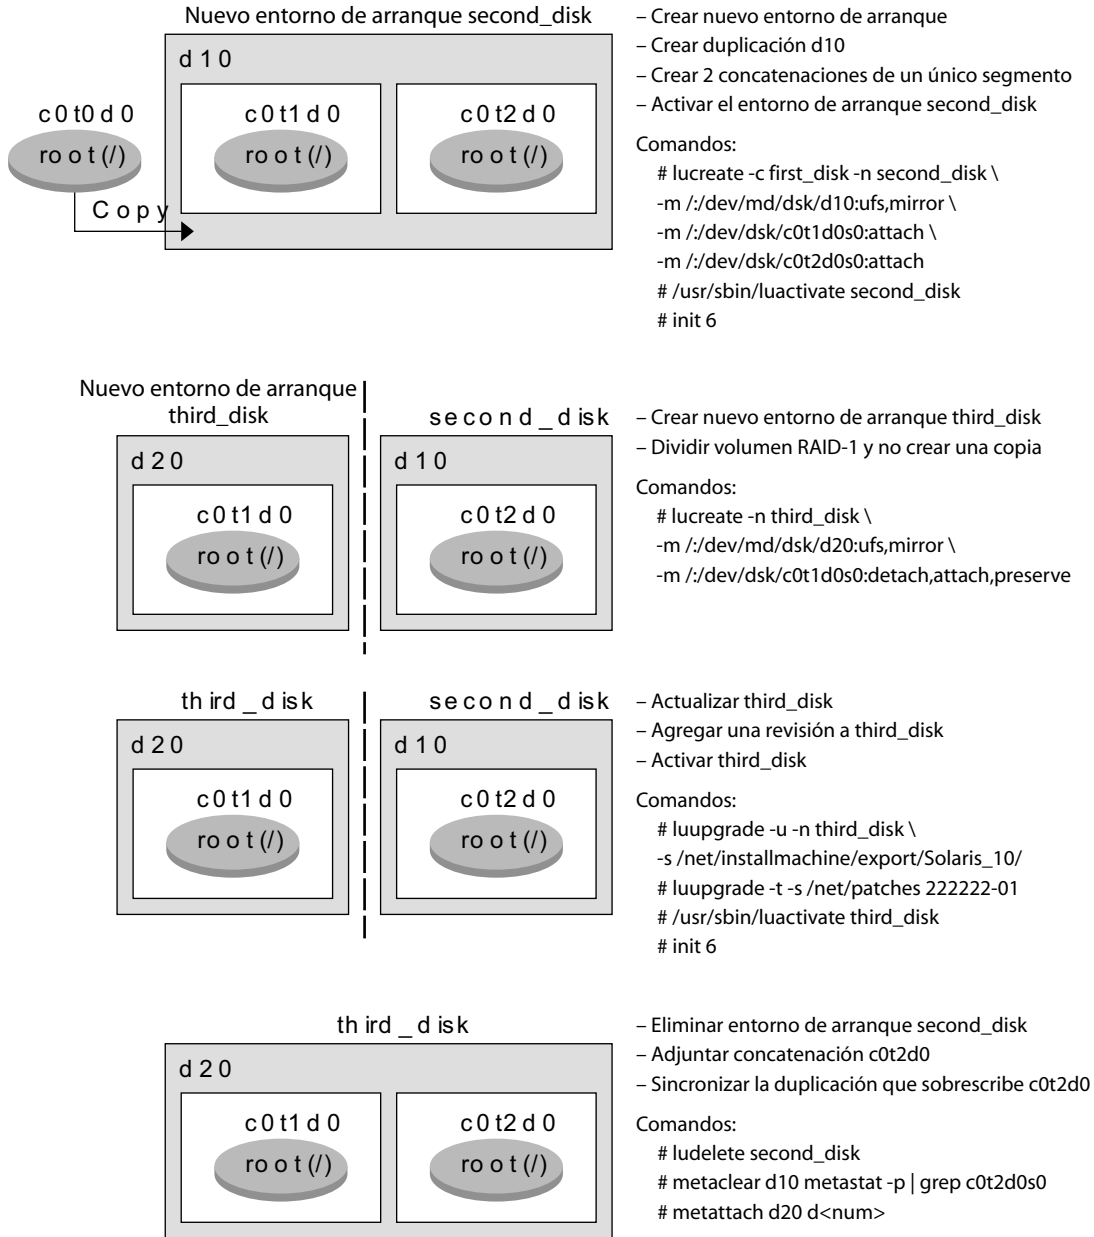 Nuevo entorno de arranque second_disk
d10
c0t0d0
root(/)
Copy
c0t1d0
root(/)
c0t2d0
root(/)
– Crear nuevo entorno de arranque
– Crear duplicación d10
– Crear 2 concatenaciones de un único segmento
– Activar el entorno de arranque second_disk
Comandos:
# lucreate -c first_disk -n second_disk \
-m /:/dev/md/dsk/d10:ufs,mirror \
-m /:/dev/dsk/c0t1d0s0:attach \
-m /:/dev/dsk/c0t2d0s0:attach
# /usr/sbin/luactivate second_disk
# init 6
Nuevo entorno de arranque
third_disk
d20
c0t1d0
root(/)
second_disk
d10
c0t2d0
root(/)
– Crear nuevo entorno de arranque third_disk
– Dividir volumen RAID-1 y no crear una copia
Comandos:
# lucreate -n third_disk \
-m /:/dev/md/dsk/d20:ufs,mirror \
-m /:/dev/dsk/c0t1d0s0:detach,attach,preserve
third_disk
d20
c0t1d0
root(/)
second_disk
d10
c0t2d0
root(/)
– Actualizar third_disk
– Agregar una revisión a third_disk
– Activar third_disk
Comandos:
# luupgrade -u -n third_disk \
-s /net/installmachine/export/Solaris_10/
# luupgrade -t -s /net/patches 222222-01
# /usr/sbin/luactivate third_disk
# init 6
third_disk
d20
c0t1d0
root(/)
c0t2d0
root(/)
– Eliminar entorno de arranque second_disk
– Adjuntar concatenación c0t2d0
– Sincronizar la duplicación que sobrescribe c0t2d0
Comandos:
# ludelete second_disk
# metaclear d10 metastat -p | grep c0t2d0s0
# metattach d20 d<num>